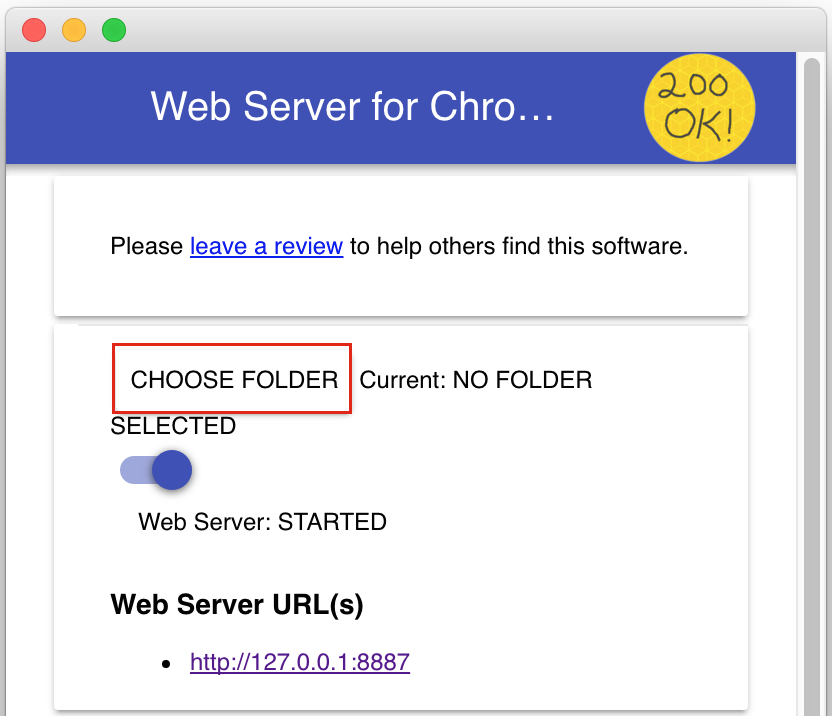 Web Server for Chro…
200
OK!
Please leave a review to help others find this software.
CHOOSE FOLDER Current: NO FOLDER
SELECTED
Web Server: STARTED
Web Server URL(s)
• http://127.0.0.1:8887